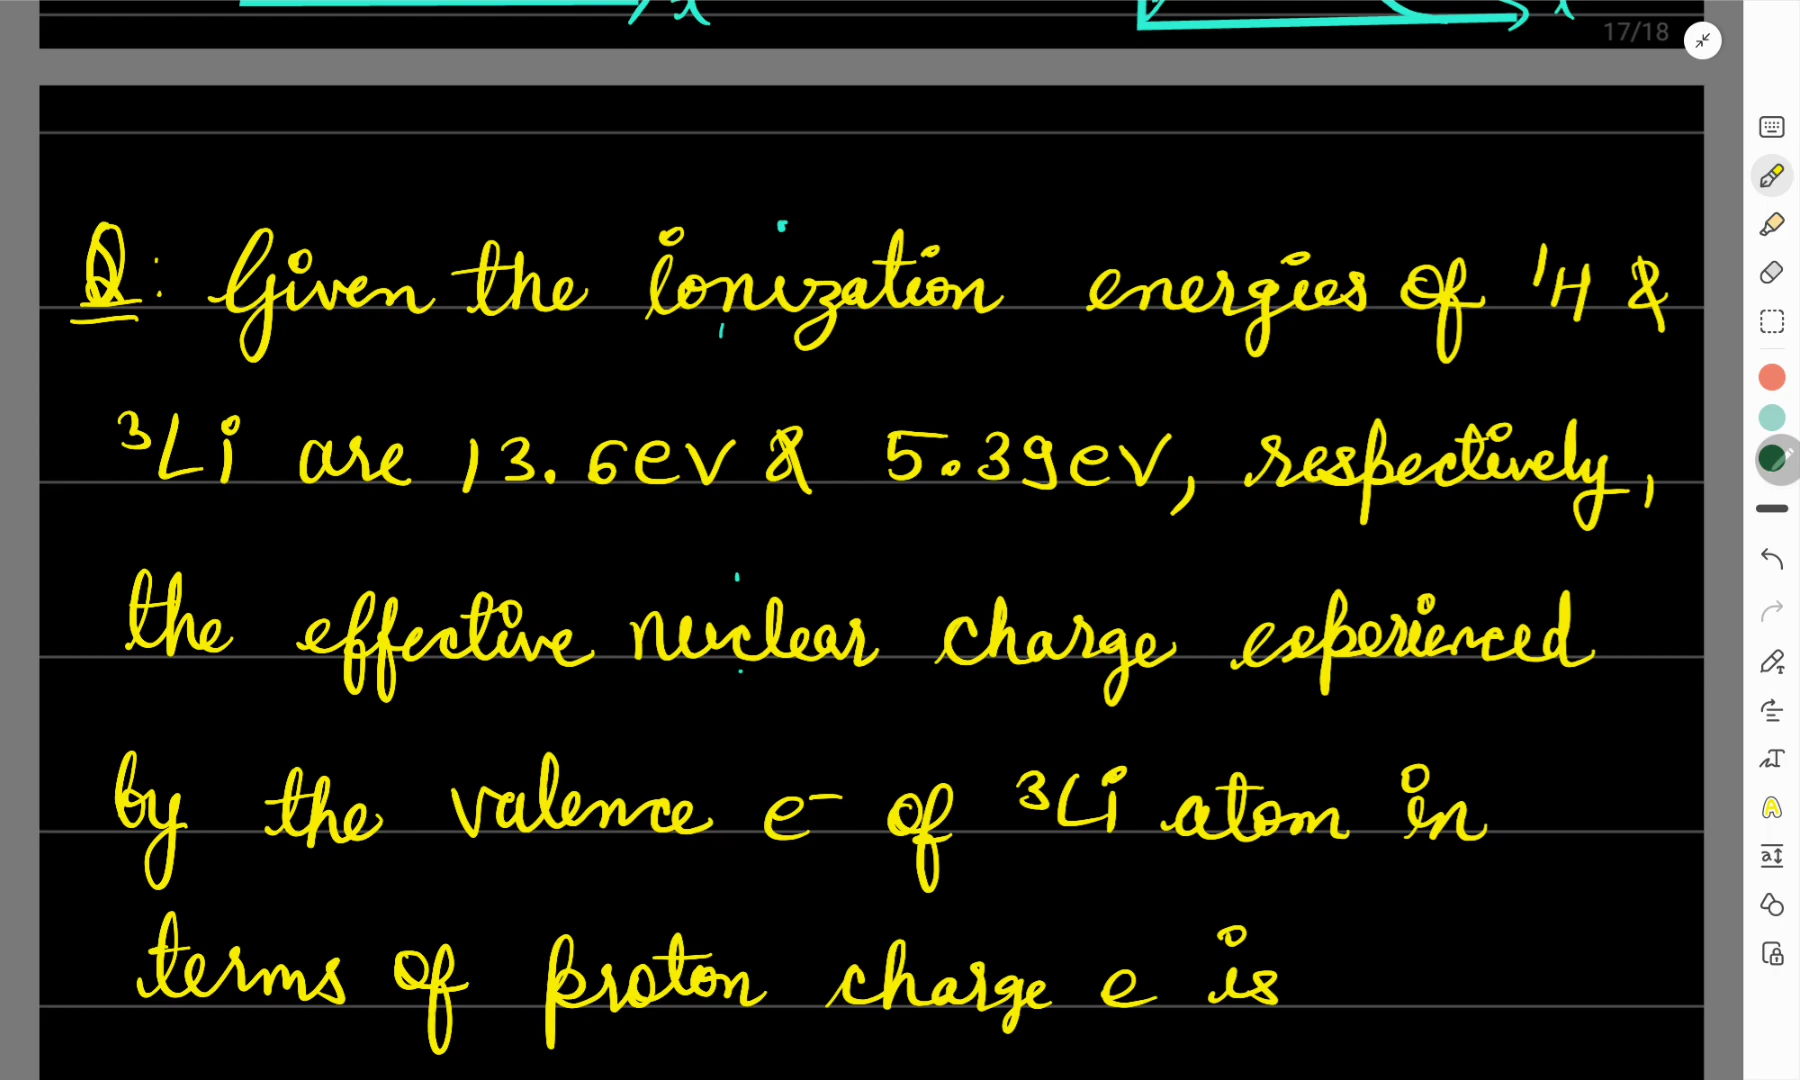 17/18
Q: Given the Ionization energies of ¹H &
³Li are 13.6eV & 5.39eV, respectively,
the effective nuclear charge experienced
by the valence e⁻ of ³Li atom in
terms of proton charge e is